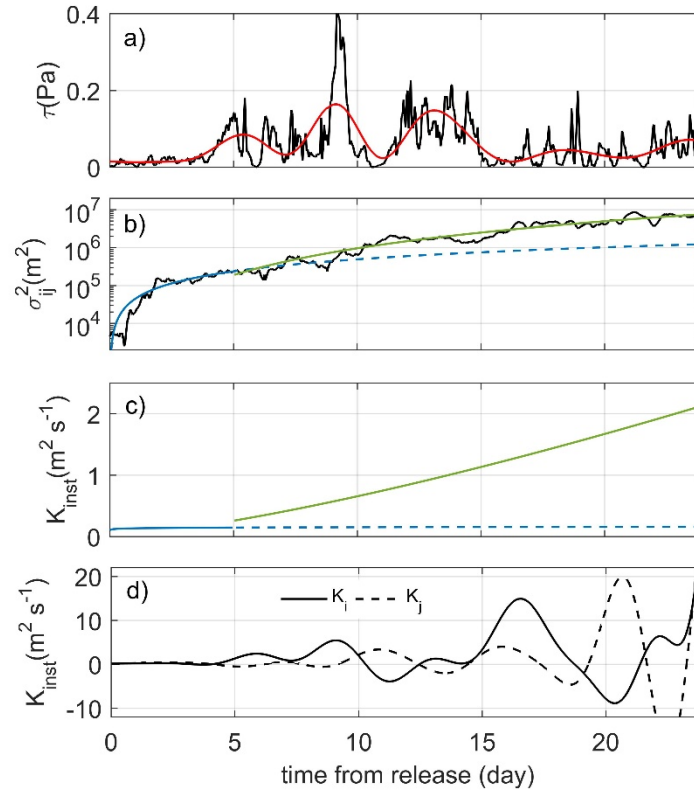 a)
τ(Pa)
0.4
0.2
0
b)
σ²ij(m²)
10⁷
10⁶
10⁵
10⁴
c)
Kinst(m² s⁻¹)
2
1
0
d)
Ki Kj
Kinst(m² s⁻¹)
20
10
0
-10
0 5 10 15 20
time from release (day)